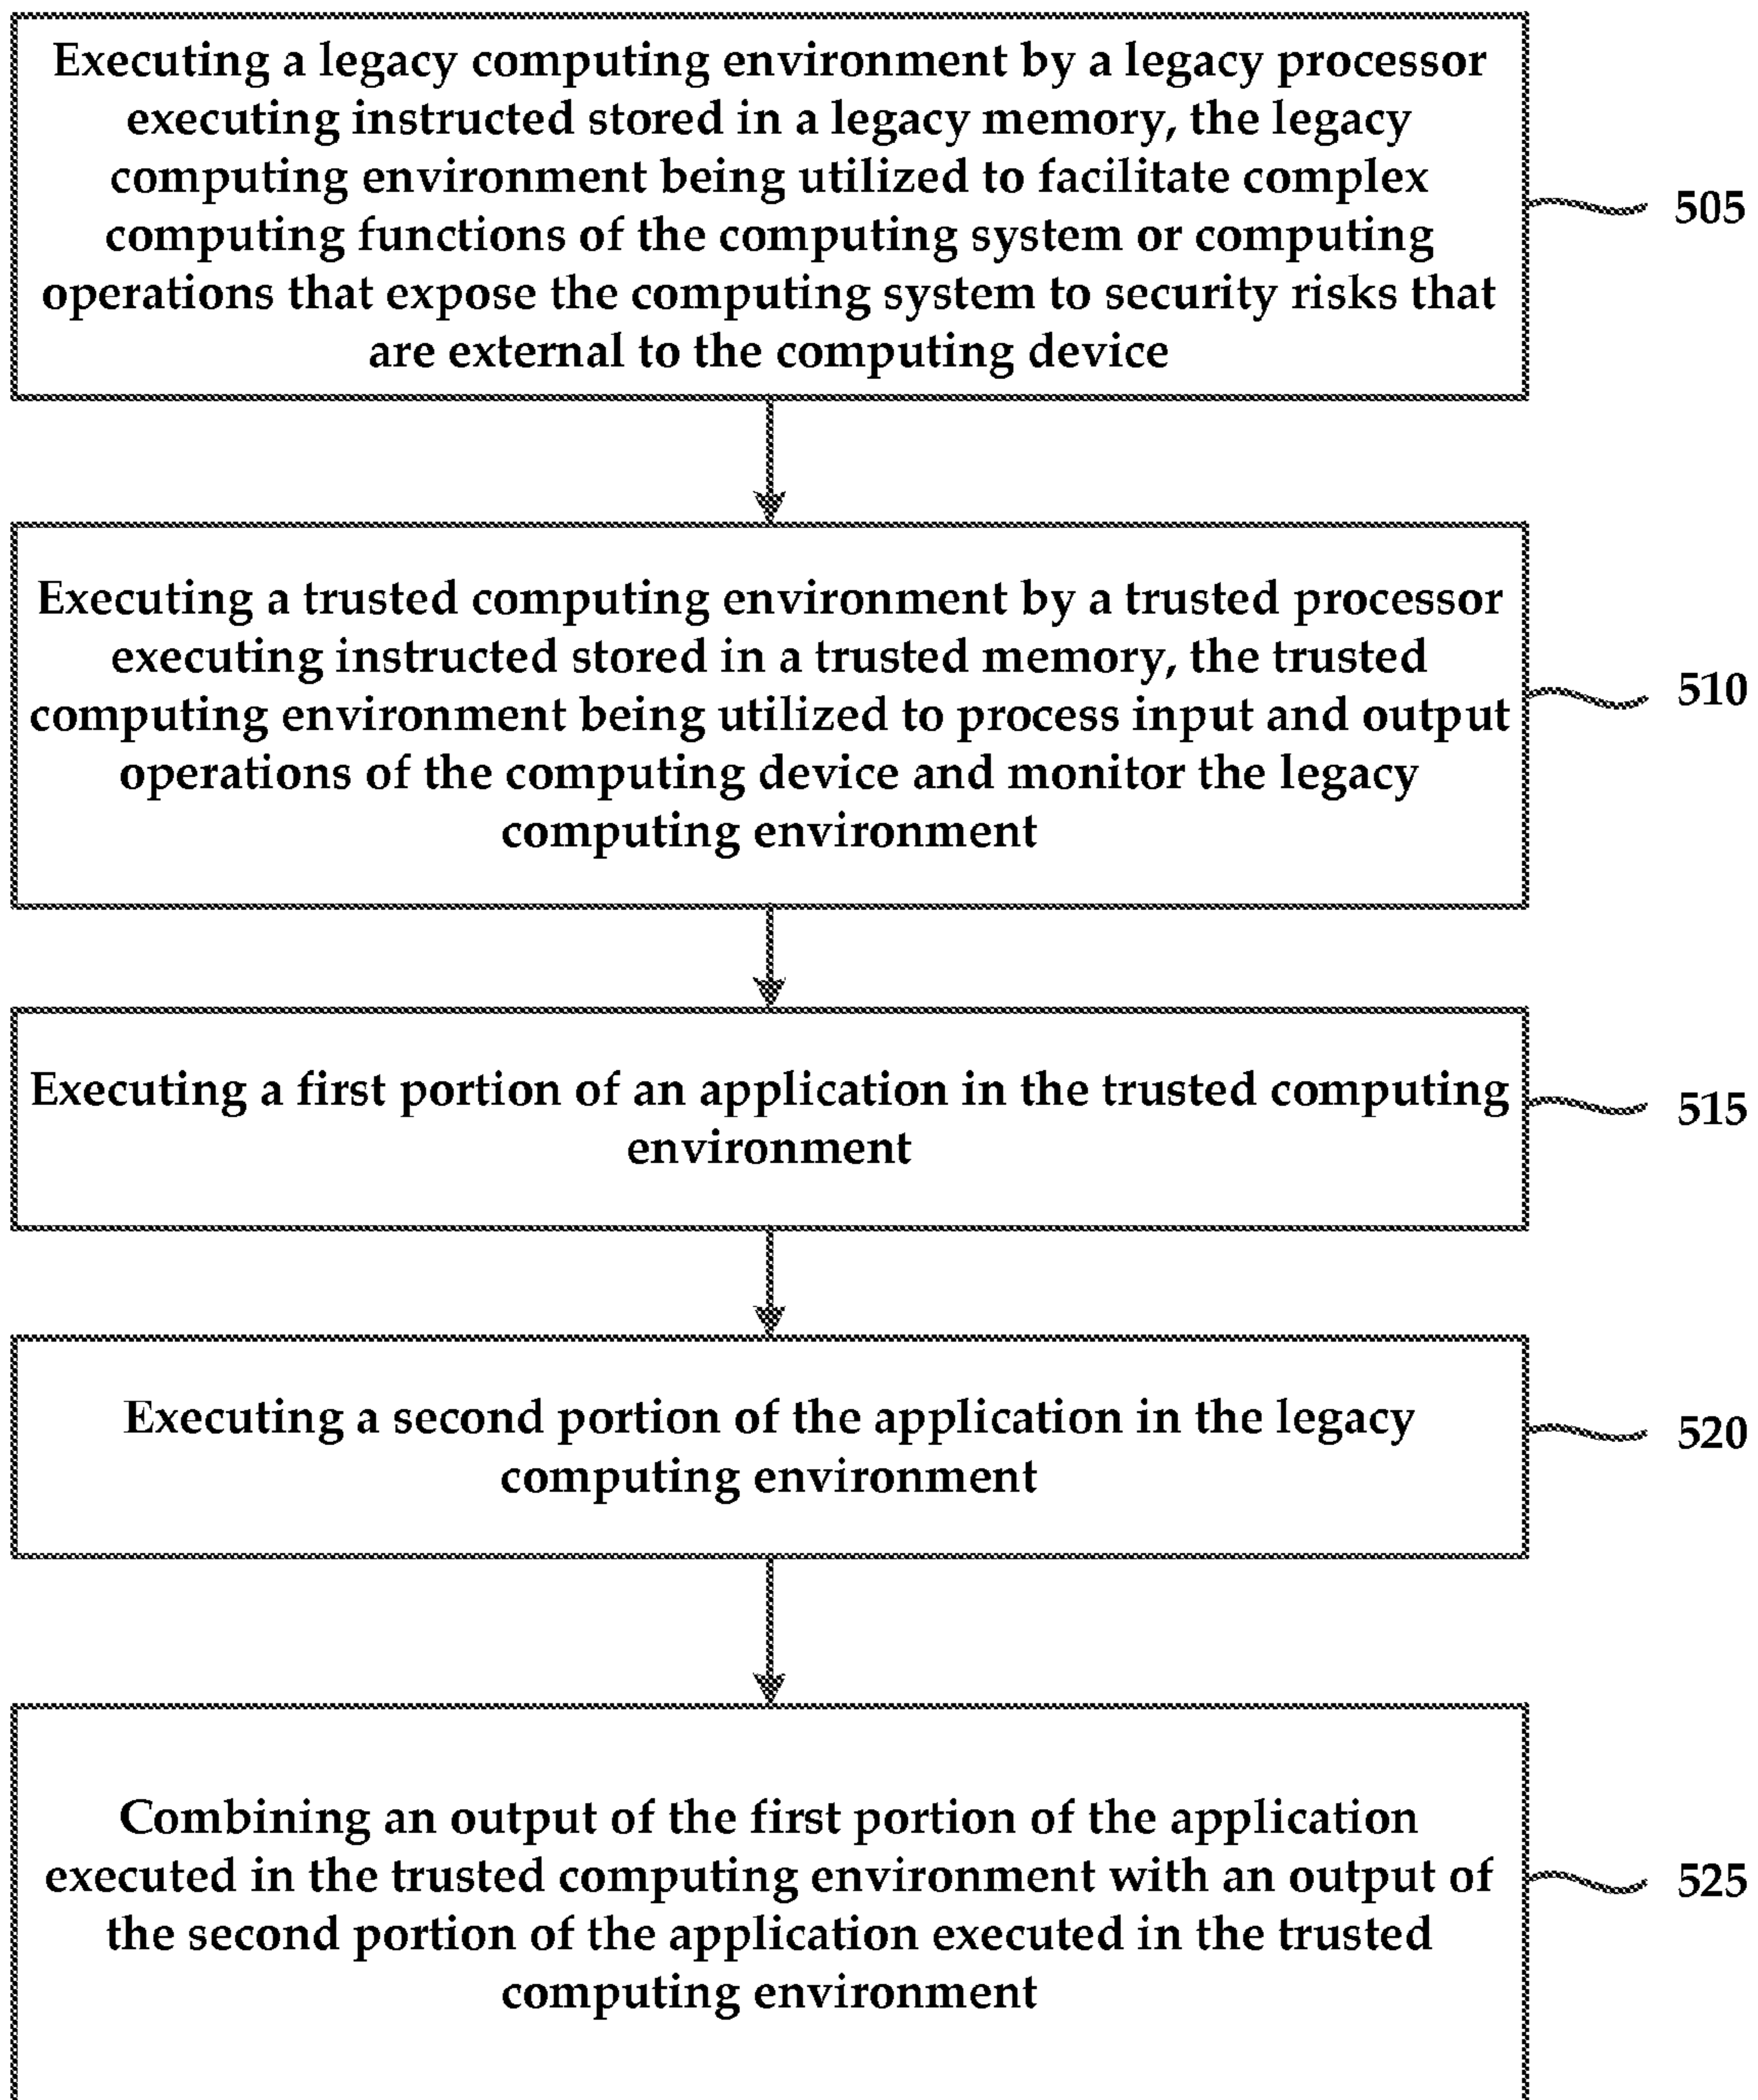 Executing a legacy computing environment by a legacy processor
executing instructed stored in a legacy memory, the legacy
computing environment being utilized to facilitate complex
computing functions of the computing system or computing
operations that expose the computing system to security risks that
are external to the computing device
505
Executing a trusted computing environment by a trusted processor
executing instructed stored in a trusted memory, the trusted
computing environment being utilized to process input and output
operations of the computing device and monitor the legacy
computing environment
510
Executing a first portion of an application in the trusted computing
environment
515
Executing a second portion of the application in the legacy
computing environment
520
Combining an output of the first portion of the application
executed in the trusted computing environment with an output of
the second portion of the application executed in the trusted
computing environment
525